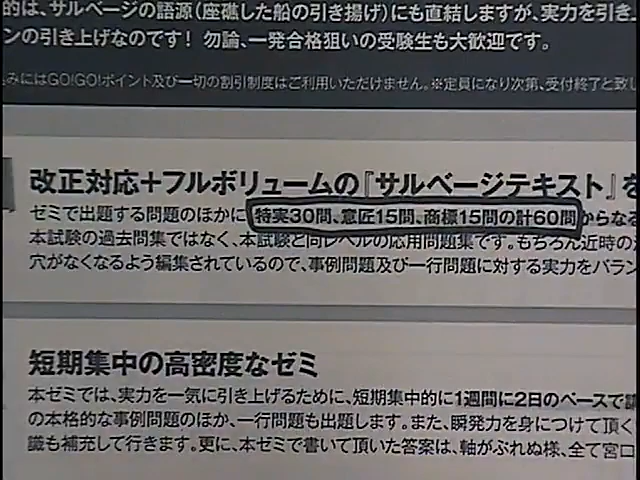 的は、サルベージの語源(座礁した船の引き揚げ)にも直結しますが、実力を引き
ンの引き上げなのです! 勿論、一発合格狙いの受験生も大歓迎です。
みにはGO!GO!ポイント及び一切の割引制度はご利用いただけません。※定員になり次第、受付終了と致し
改正対応+フルボリュームの『サルベージテキスト』を
ゼミで出題する問題のほかに特実30問、意匠15問、商標15問の計60問からなる
本試験の過去問集ではなく、本試験と同レベルの応用問題集です。もちろん近時の
穴がなくなるよう編集されているので、事例問題及び一行問題に対する実力をバラン
短期集中の高密度なゼミ
本ゼミでは、実力を一気に引き上げるために、短期集中的に1週間に2日のペースで
の本格的な事例問題のほか、一行問題も出題します。また、瞬発力を身につけて頂く
識も補充して行きます。更に、本ゼミで書いて頂いた答案は、軸がぶれぬ様、全て宮口